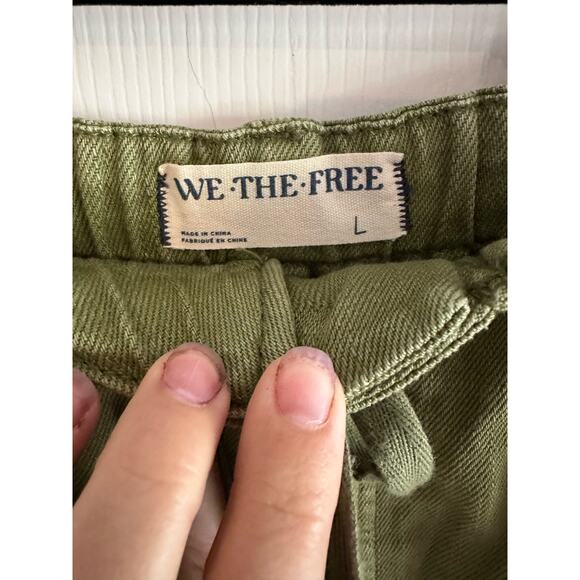 WE·THE·FREE
MADE IN CHINA
FABRIQUÉ EN CHINE
L